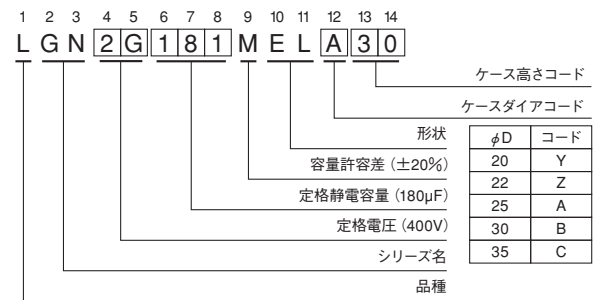 1 2 3 4 5 6 7 8 9 10 11 12 13 14
L G N 2 G 1 8 1 M E L A 3 0
ケース高さコード
ケースダイアコード
形状
容量許容差（±20%）
定格静電容量（180µF）
定格電圧（400V）
シリーズ名
品種
φD コード
20 Y
22 Z
25 A
30 B
35 C